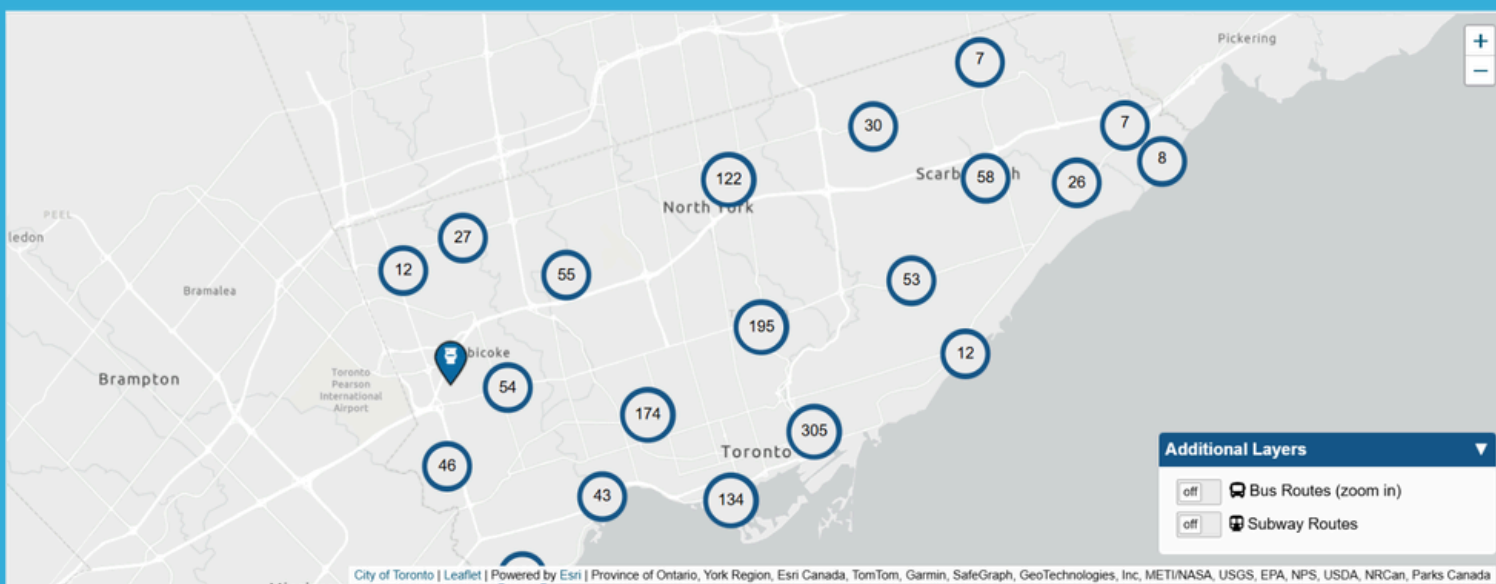 Pickering
7
30
7
8
122
Scarb
h
58
26
North York
PEEL
ledon
27
12
55
Bramalea
53
195
bicoke
12
Brampton
Toronto
Pearson
International
Airport
54
174
305
Toronto
46
43
134
+
−
Additional Layers ▼
off Bus Routes (zoom in)
off Subway Routes
City of Toronto | Leaflet | Powered by Esri | Province of Ontario, York Region, Esri Canada, TomTom, Garmin, SafeGraph, GeoTechnologies, Inc, METI/NASA, USGS, EPA, NPS, USDA, NRCan, Parks Canada